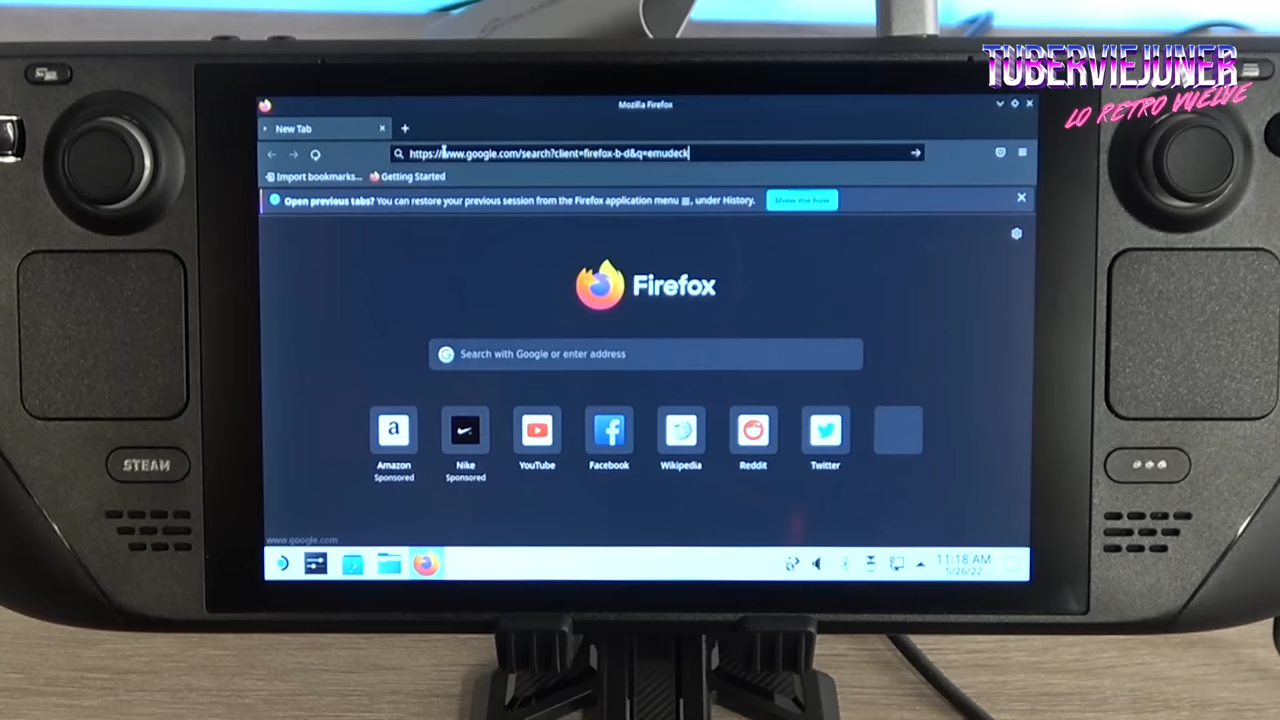 TUBERVIEJUNER
LO RETRO VUELVE
Mozilla Firefox
New Tab
https://www.google.com/search?client=firefox-b-d&q=emudeck
Import bookmarks...
Getting Started
Open previous tabs? You can restore your previous session from the Firefox application menu ≡, under History.
Show me how
Firefox
Search with Google or enter address
a
Amazon
Sponsored
Nike
Sponsored
YouTube
Facebook
Wikipedia
Reddit
Twitter
STEAM
www.google.com
11:18 AM
5/26/22